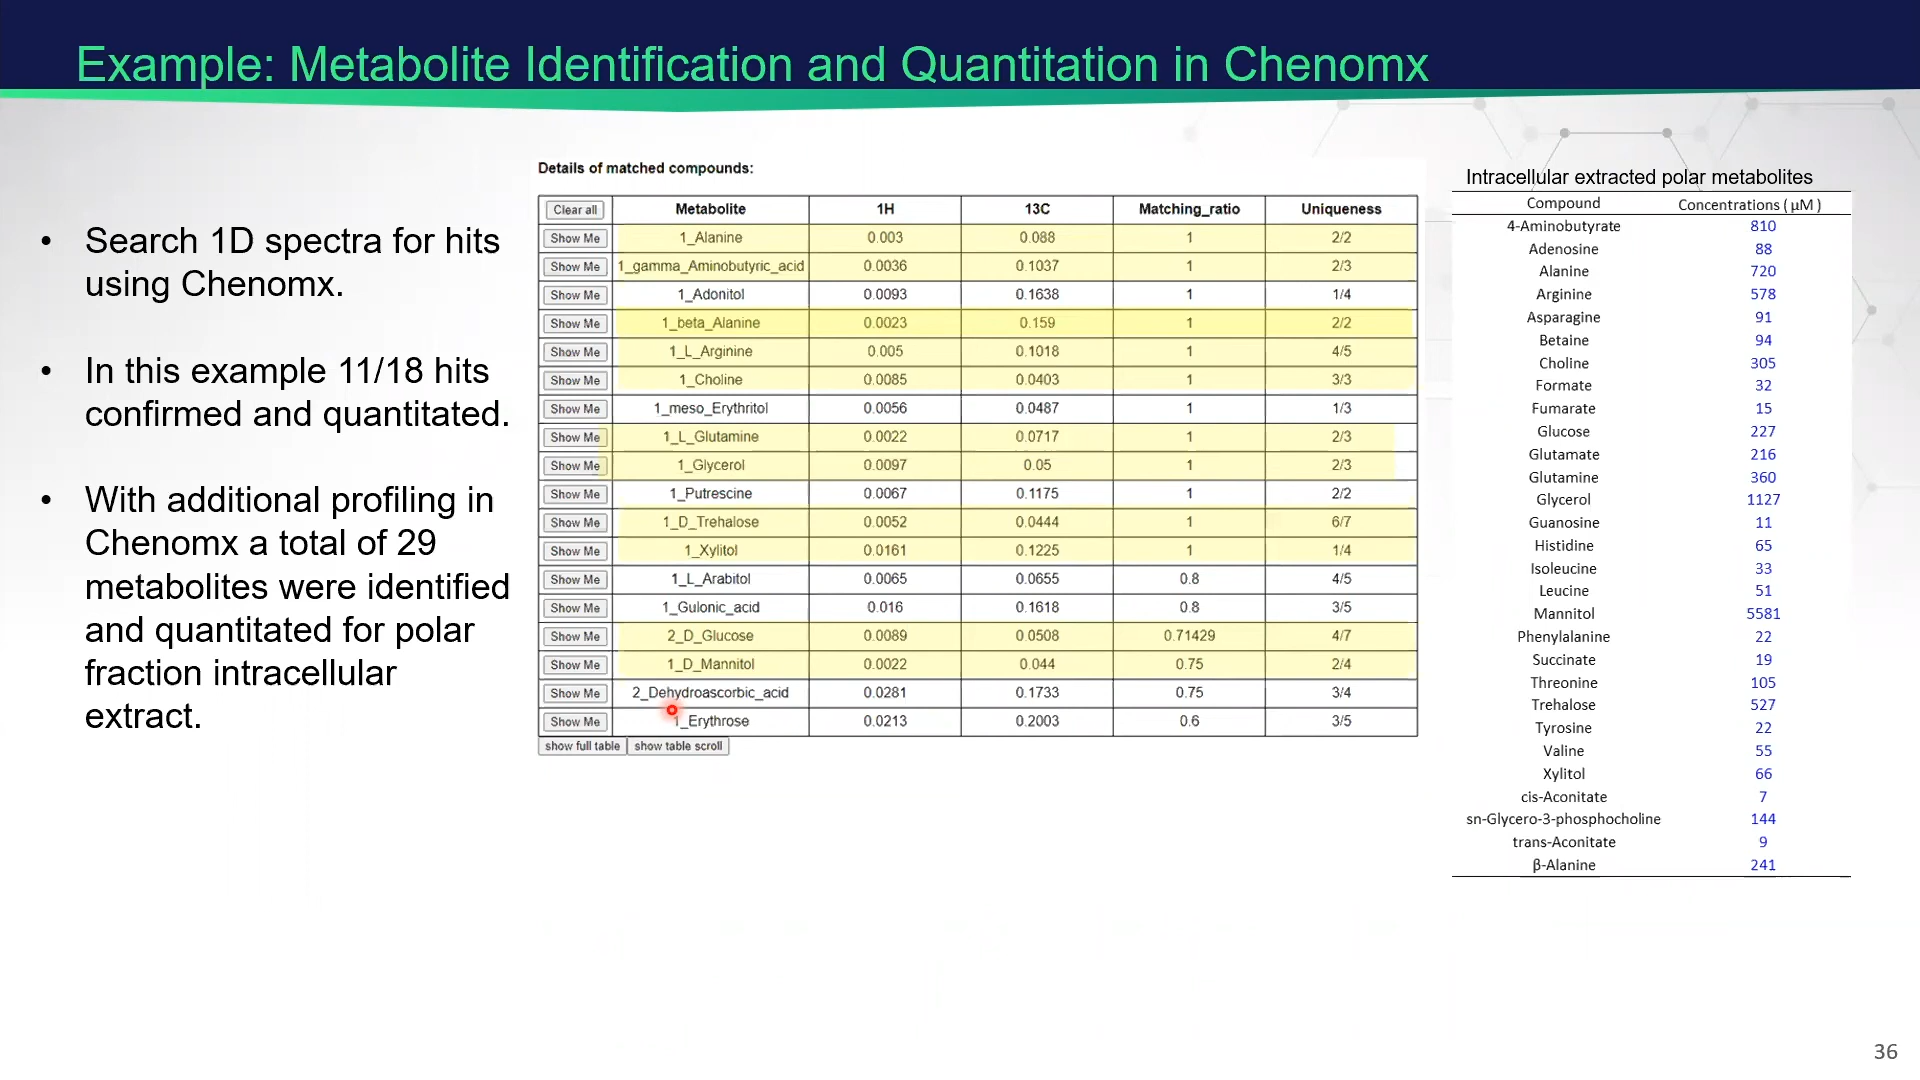 Example: Metabolite Identification and Quantitation in Chenomx
• Search 1D spectra for hits
using Chenomx.
• In this example 11/18 hits
confirmed and quantitated.
• With additional profiling in
Chenomx a total of 29
metabolites were identified
and quantitated for polar
fraction intracellular
extract.
Details of matched compounds:
Clear all Metabolite 1H 13C Matching_ratio Uniqueness
Show Me 1_Alanine 0.003 0.088 1 2/2
Show Me 1_gamma_Aminobutyric_acid 0.0036 0.1037 1 2/3
Show Me 1_Adonitol 0.0093 0.1638 1 1/4
Show Me 1_beta_Alanine 0.0023 0.159 1 2/2
Show Me 1_L_Arginine 0.005 0.1018 1 4/5
Show Me 1_Choline 0.0085 0.0403 1 3/3
Show Me 1_meso_Erythritol 0.0056 0.0487 1 1/3
Show Me 1_L_Glutamine 0.0022 0.0717 1 2/3
Show Me 1_Glycerol 0.0097 0.05 1 2/3
Show Me 1_Putrescine 0.0067 0.1175 1 2/2
Show Me 1_D_Trehalose 0.0052 0.0444 1 6/7
Show Me 1_Xylitol 0.0161 0.1225 1 1/4
Show Me 1_L_Arabitol 0.0065 0.0655 0.8 4/5
Show Me 1_Gulonic_acid 0.016 0.1618 0.8 3/5
Show Me 2_D_Glucose 0.0089 0.0508 0.71429 4/7
Show Me 1_D_Mannitol 0.0022 0.044 0.75 2/4
Show Me 2_Dehydroascorbic_acid 0.0281 0.1733 0.75 3/4
Show Me 1_Erythrose 0.0213 0.2003 0.6 3/5
show full table show table scroll
Intracellular extracted polar metabolites
Compound Concentrations ( µM )
4-Aminobutyrate 810
Adenosine 88
Alanine 720
Arginine 578
Asparagine 91
Betaine 94
Choline 305
Formate 32
Fumarate 15
Glucose 227
Glutamate 216
Glutamine 360
Glycerol 1127
Guanosine 11
Histidine 65
Isoleucine 33
Leucine 51
Mannitol 5581
Phenylalanine 22
Succinate 19
Threonine 105
Trehalose 527
Tyrosine 22
Valine 55
Xylitol 66
cis-Aconitate 7
sn-Glycero-3-phosphocholine 144
trans-Aconitate 9
β-Alanine 241
36